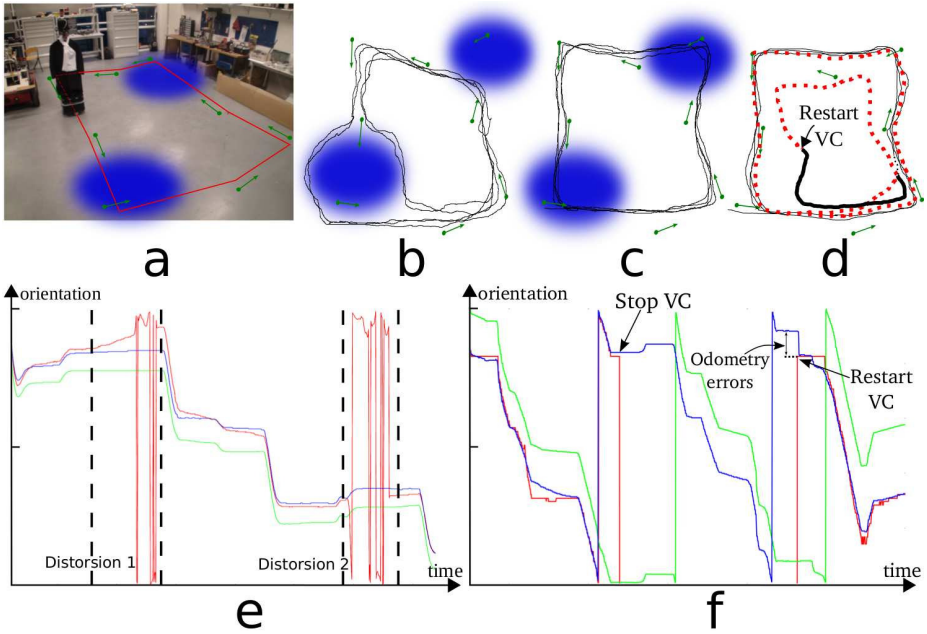 Restart
VC
a
b
c
d
orientation
Distorsion 1
Distorsion 2
time
e
orientation
Stop VC
Odometry
errors
Restart
VC
time
f